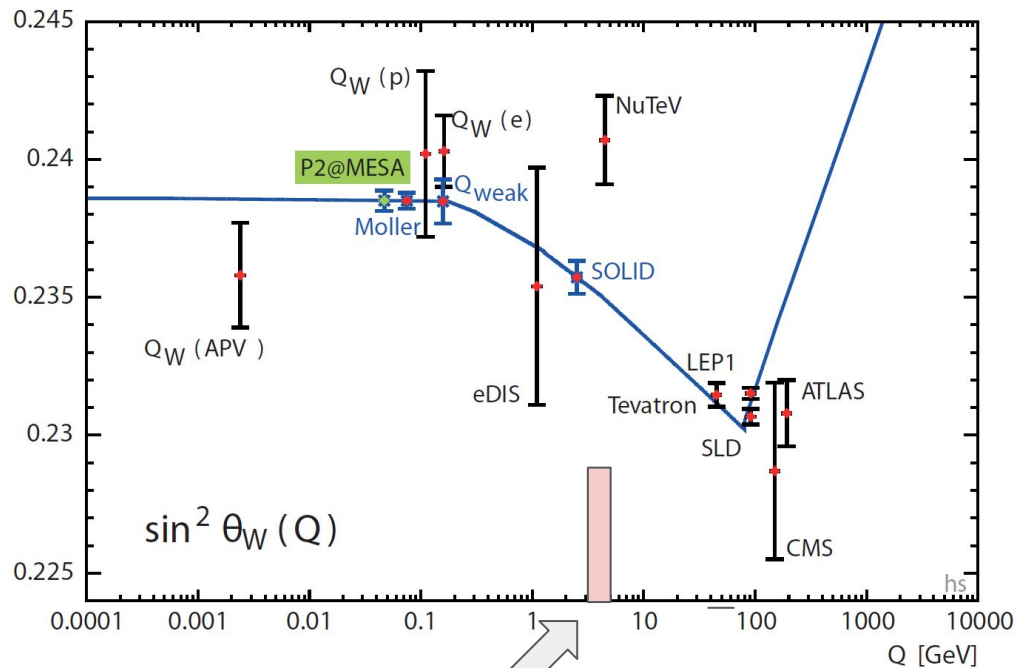 0.245
Q_W (p)
NuTeV
Q_W (e)
0.24
P2@MESA
Q_weak
Moller
SOLID
0.235
Q_W (APV )
LEP1
eDIS
Tevatron
ATLAS
0.23
SLD
sin² θ_W (Q)
CMS
0.225
hs
0.0001 0.001 0.01 0.1 1 10 100 1000 10000
Q [GeV]